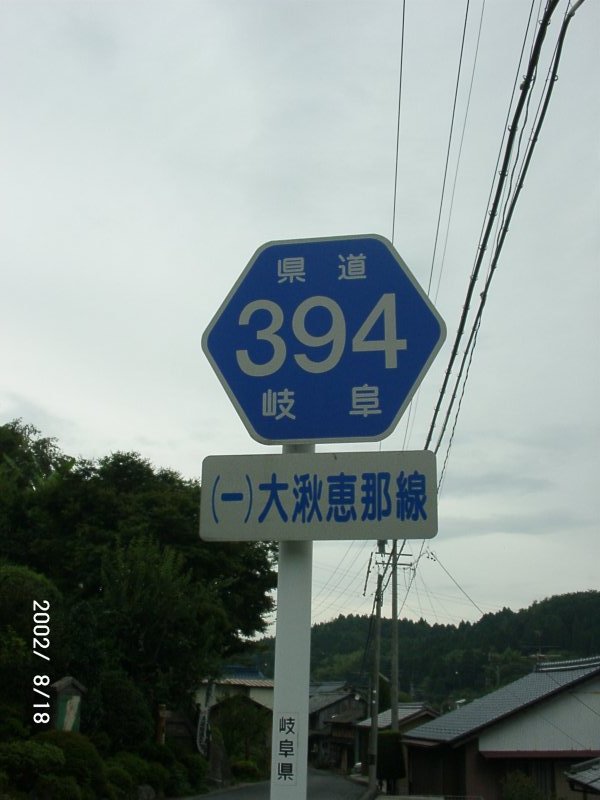 県道
394
岐阜
(一)大湫恵那線
岐阜県
2002/ 8/18